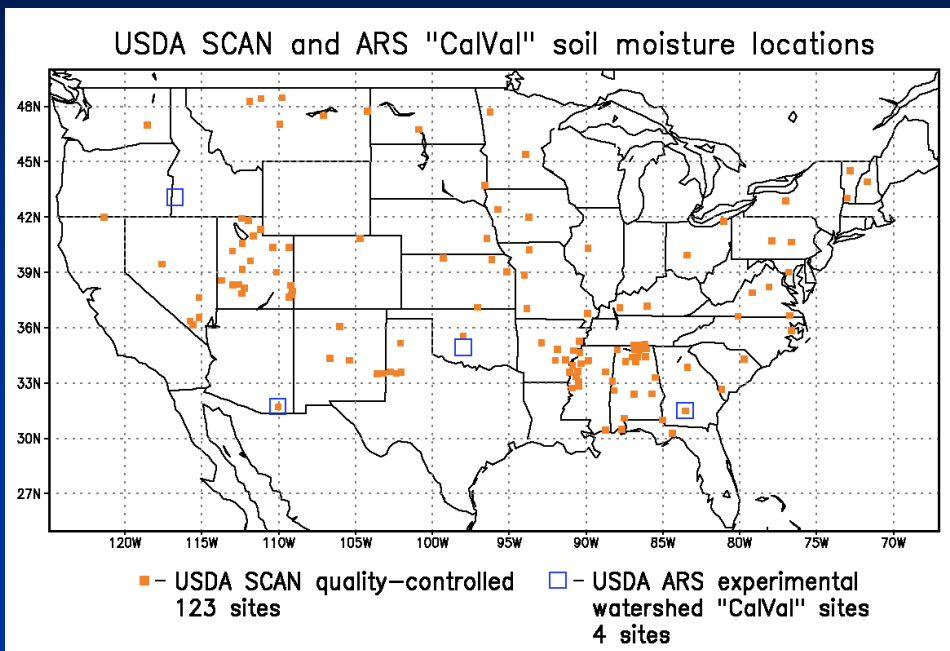 USDA SCAN and ARS "CalVal" soil moisture locations
48N
45N
42N
39N
36N
33N
30N
27N
120W 115W 110W 105W 100W 95W 90W 85W 80W 75W 70W
– USDA SCAN quality–controlled
123 sites
– USDA ARS experimental
watershed "CalVal" sites
4 sites